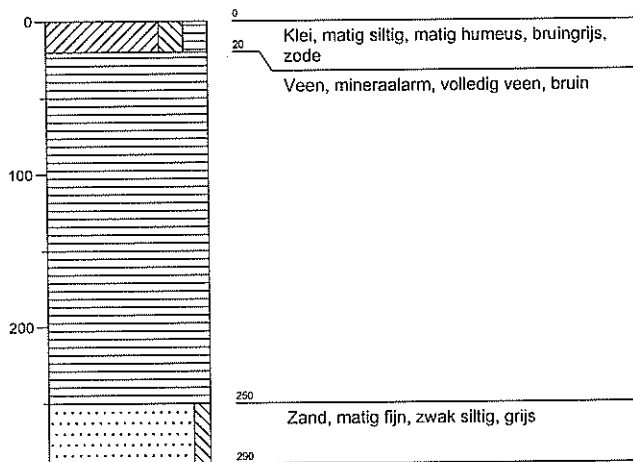 0
0
Klei, matig siltig, matig humeus, bruingrijs,
zode
20
Veen, mineraalarm, volledig veen, bruin
100
200
250
Zand, matig fijn, zwak siltig, grijs
290